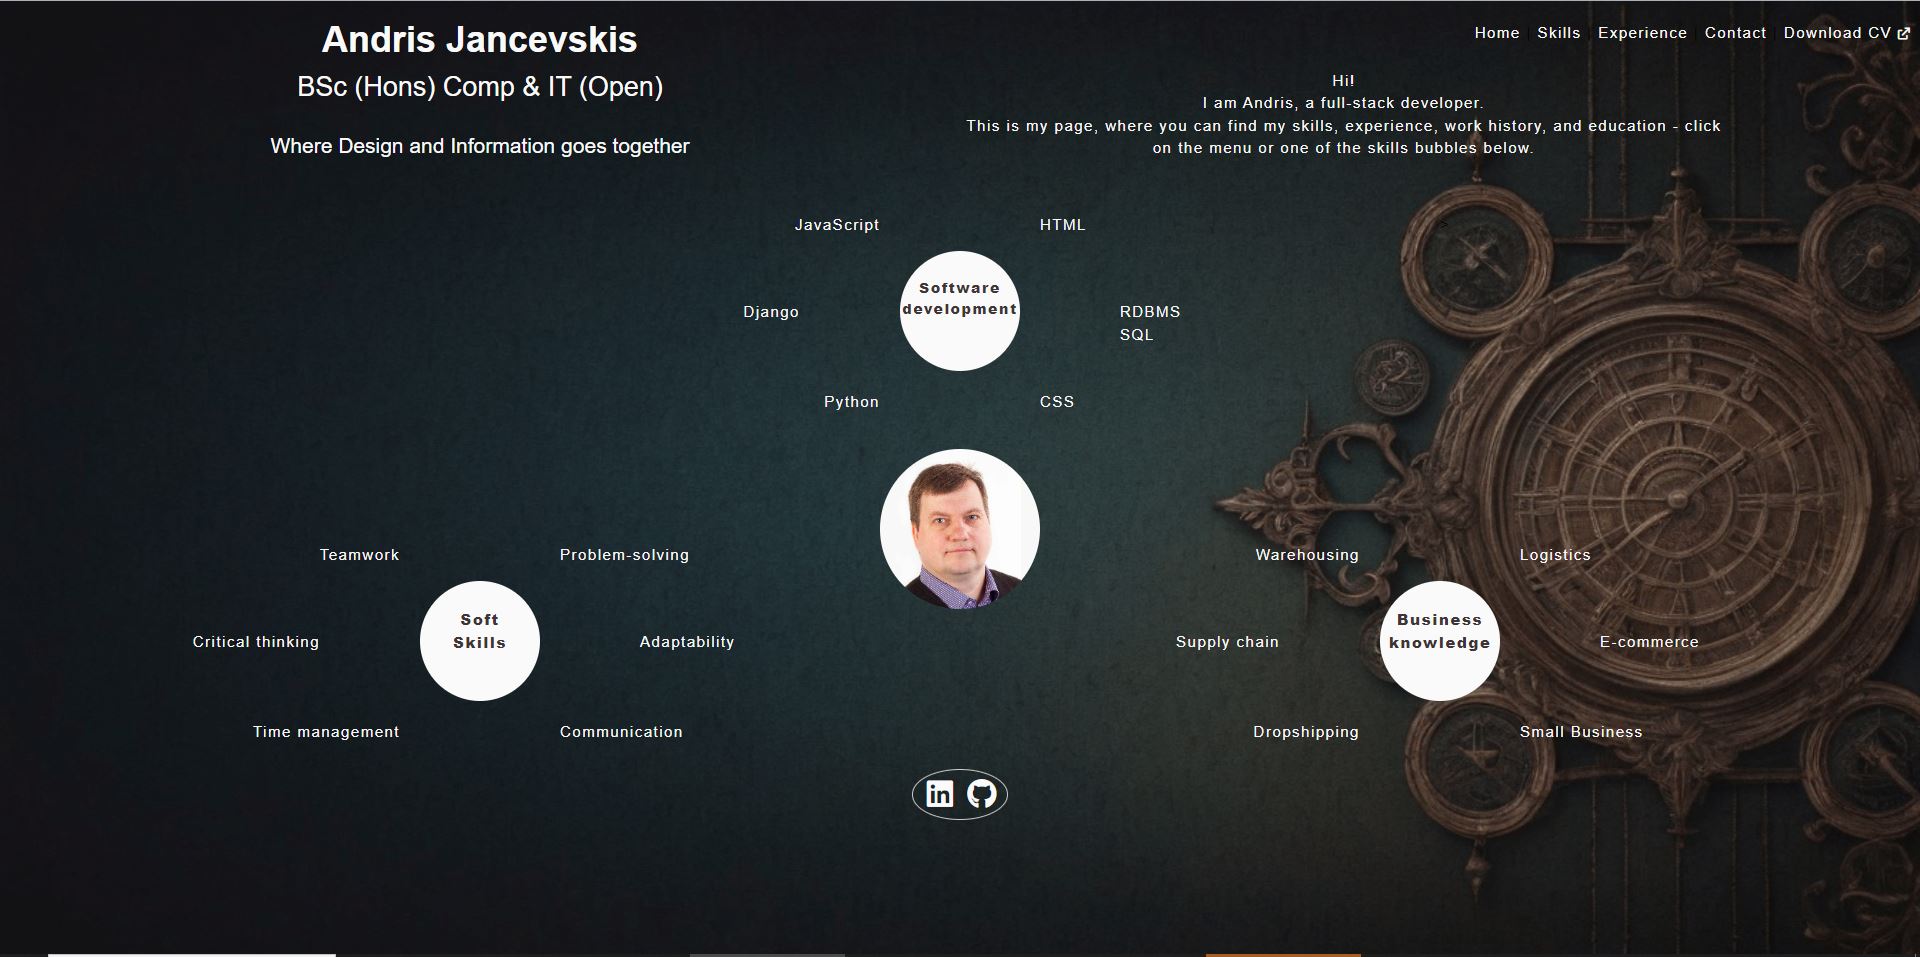 Andris Jancevskis
BSc (Hons) Comp & IT (Open)
Where Design and Information goes together
Home | Skills | Experience | Contact | Download CV
Hi!
I am Andris, a full-stack developer.
This is my page, where you can find my skills, experience, work history, and education - click
on the menu or one of the skills bubbles below.
JavaScript
HTML
>
Software
development
Django
RDBMS
SQL
Python
CSS
Teamwork
Problem-solving
Soft
Skills
Critical thinking
Adaptability
Time management
Communication
Warehousing
Logistics
Business
knowledge
Supply chain
E-commerce
Dropshipping
Small Business
in